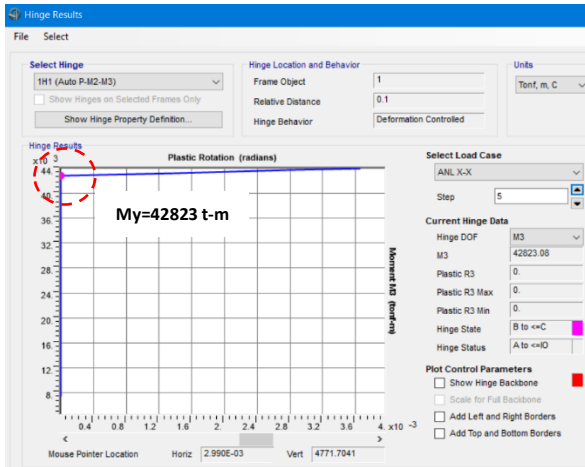 Hinge Results
File Select
Select Hinge
1H1 (Auto P-M2-M3)
Show Hinges on Selected Frames Only
Show Hinge Property Definition...
Hinge Location and Behavior
Frame Object 1
Relative Distance 0.1
Hinge Behavior Deformation Controlled
Units
Tonf, m, C
Hinge Results
x10 3
Plastic Rotation (radians)
44.
40.
36.
32.
28.
24.
20.
16.
12.
8.
My=42823 t-m
Moment M3 (tonf-m)
0.4 0.8 1.2 1.6 2. 2.4 2.8 3.2 3.6 4. x10 -3
Mouse Pointer Location Horiz 2.990E-03 Vert 4771.7041
Select Load Case
ANL X-X
Step 5
Current Hinge Data
Hinge DOF M3
M3 42823.08
Plastic R3 0.
Plastic R3 Max 0.
Plastic R3 Min 0.
Hinge State B to <=C
Hinge Status A to <=IO
Plot Control Parameters
Show Hinge Backbone
Scale for Full Backbone
Add Left and Right Borders
Add Top and Bottom Borders